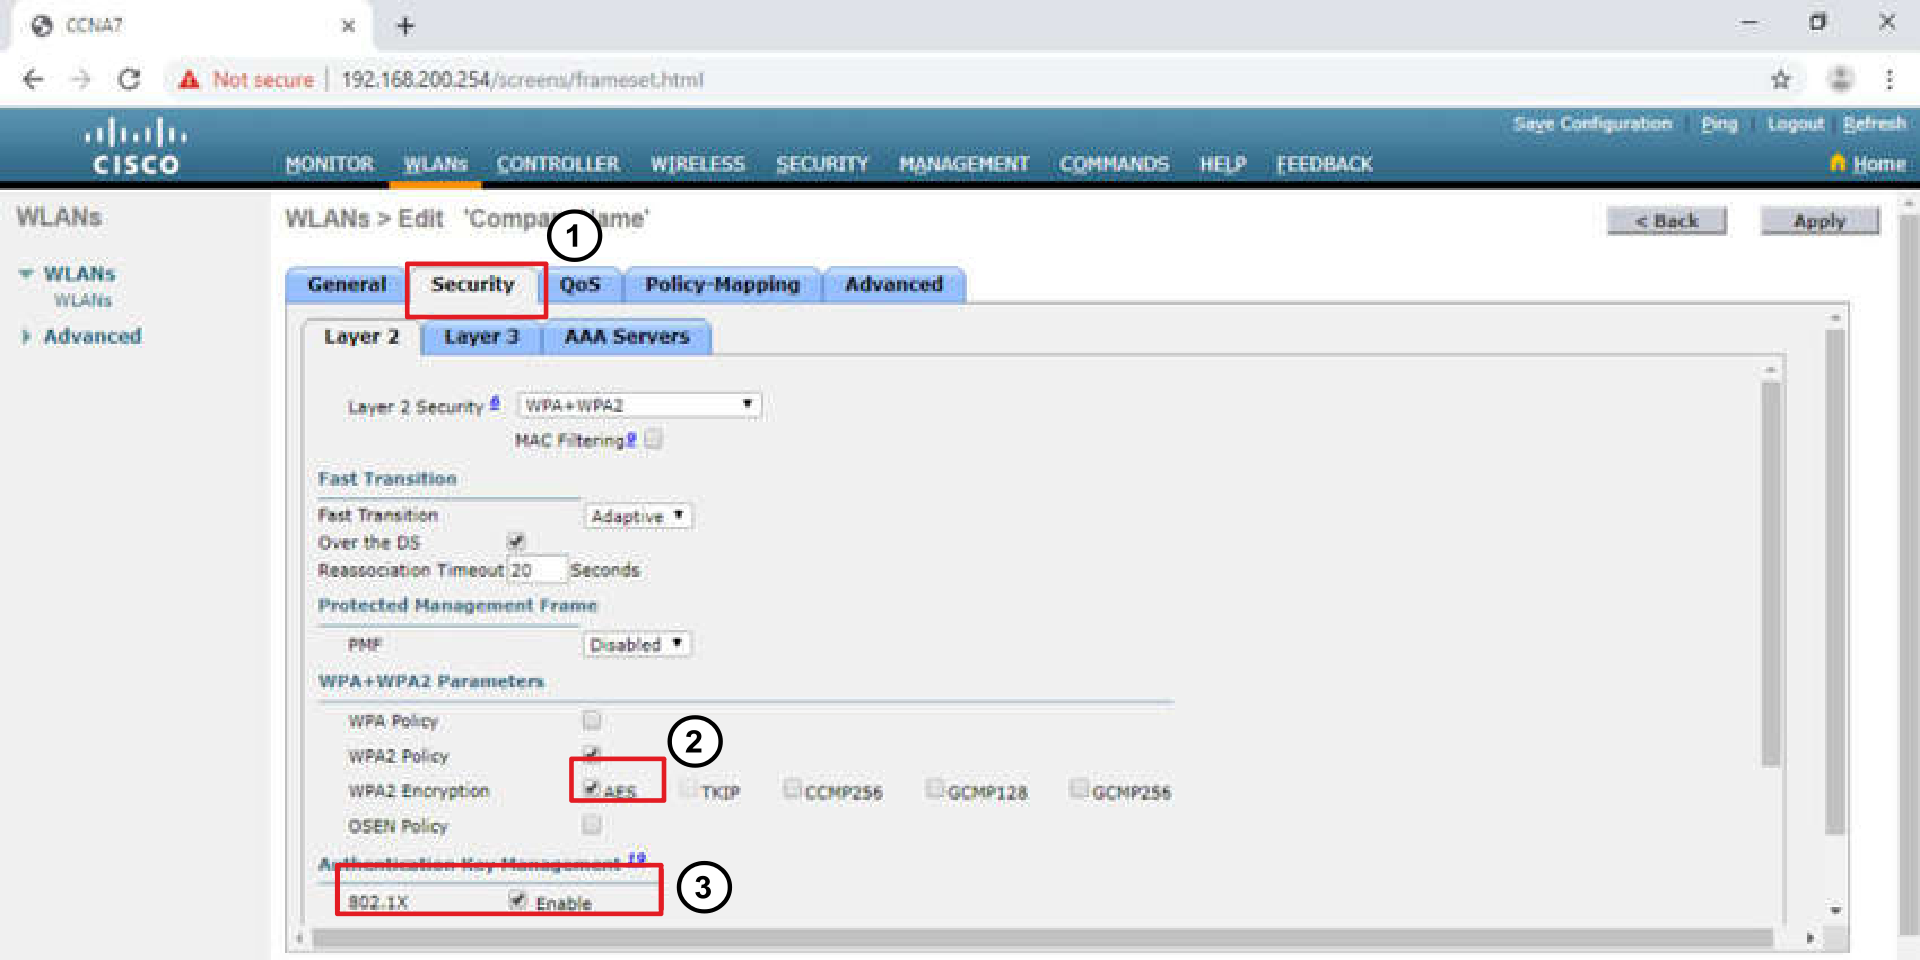 CCNA7
Not secure | 192.168.200.254/screens/frameset.html
Save Configuration Ping Logout Refresh
CISCO MONITOR WLANs CONTROLLER WIRELESS SECURITY MANAGEMENT COMMANDS HELP FEEDBACK Home
WLANs
WLANs > Edit 'Compa ame'
1
< Back Apply
WLANs
WLANs
Advanced
General Security QoS Policy-Mapping Advanced
Layer 2 Layer 3 AAA Servers
Layer 2 Security 6 WPA+WPA2
MAC Filtering 9
Fast Transition
Fast Transition Adaptive
Over the DS
Reassociation Timeout 20 Seconds
Protected Management Frame
PMF Disabled
WPA+WPA2 Parameters
WPA Policy
2
WPA2 Policy
WPA2 Encryption AES TKIP CCMP256 GCMP128 GCMP256
OSEN Policy
Authentication Key Management 19
3
802.1X Enable